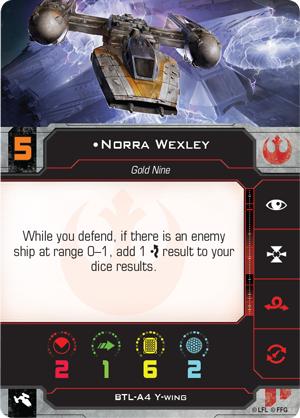 5
•Norra Wexley
Gold Nine
While you defend, if there is an enemy
ship at range 0–1, add 1 result to your
dice results.
2 1 6 2
BTL-A4 Y-wing
©LFL ©FFG